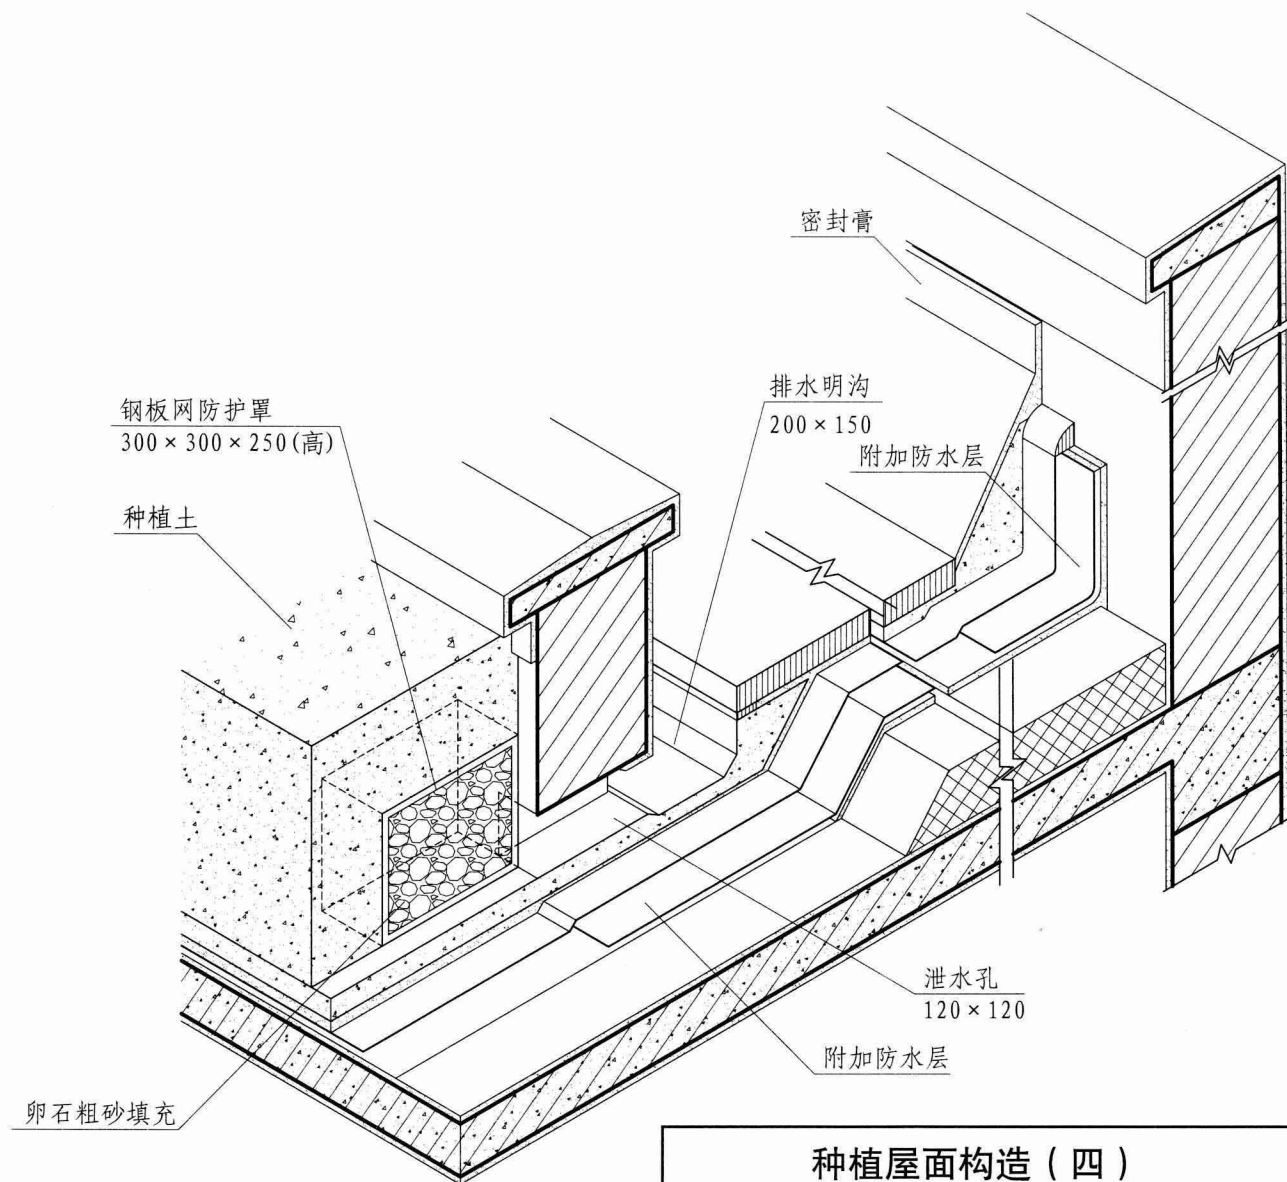 密封膏
排水明沟
200×150
钢板网防护罩
300×300×250(高)
附加防水层
种植土
泄水孔
120×120
附加防水层
卵石粗砂填充
种植屋面构造（四）